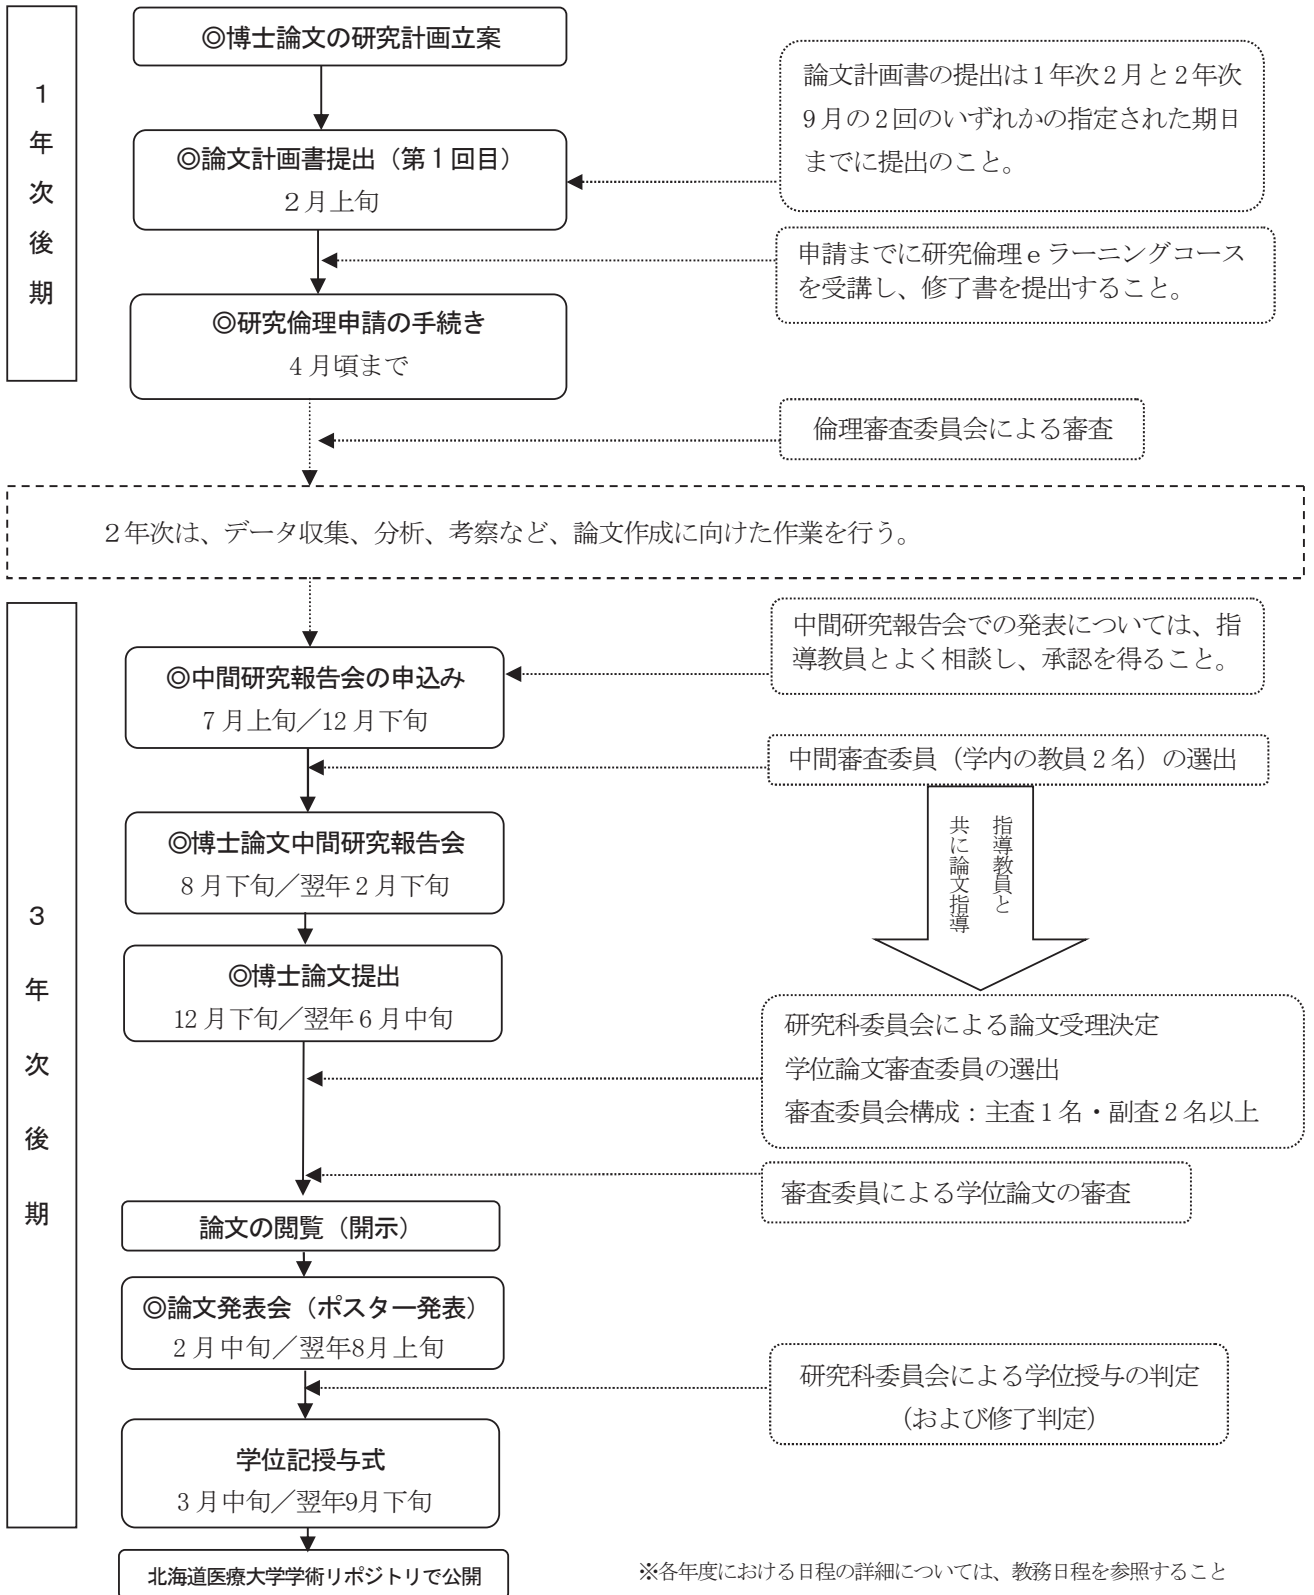 1年次後期
◎博士論文の研究計画立案
論文計画書の提出は1年次2月と2年次
9月の2回のいずれかの指定された期日
までに提出のこと。
◎論文計画書提出（第1回目）
2月上旬
申請までに研究倫理eラーニングコース
を受講し、修了書を提出すること。
◎研究倫理申請の手続き
4月頃まで
倫理審査委員会による審査
2年次は、データ収集、分析、考察など、論文作成に向けた作業を行う。
3年次後期
中間研究報告会での発表については、指
導教員とよく相談し、承認を得ること。
◎中間研究報告会の申込み
7月上旬／12月下旬
中間審査委員（学内の教員2名）の選出
指導教員と
共に論文指導
◎博士論文中間研究報告会
8月下旬／翌年2月下旬
◎博士論文提出
12月下旬／翌年6月中旬
研究科委員会による論文受理決定
学位論文審査委員の選出
審査委員会構成：主査1名・副査2名以上
審査委員による学位論文の審査
論文の閲覧（開示）
◎論文発表会（ポスター発表）
2月中旬／翌年8月上旬
研究科委員会による学位授与の判定
（および修了判定）
学位記授与式
3月中旬／翌年9月下旬
北海道医療大学学術リポジトリで公開
※各年度における日程の詳細については、教務日程を参照すること